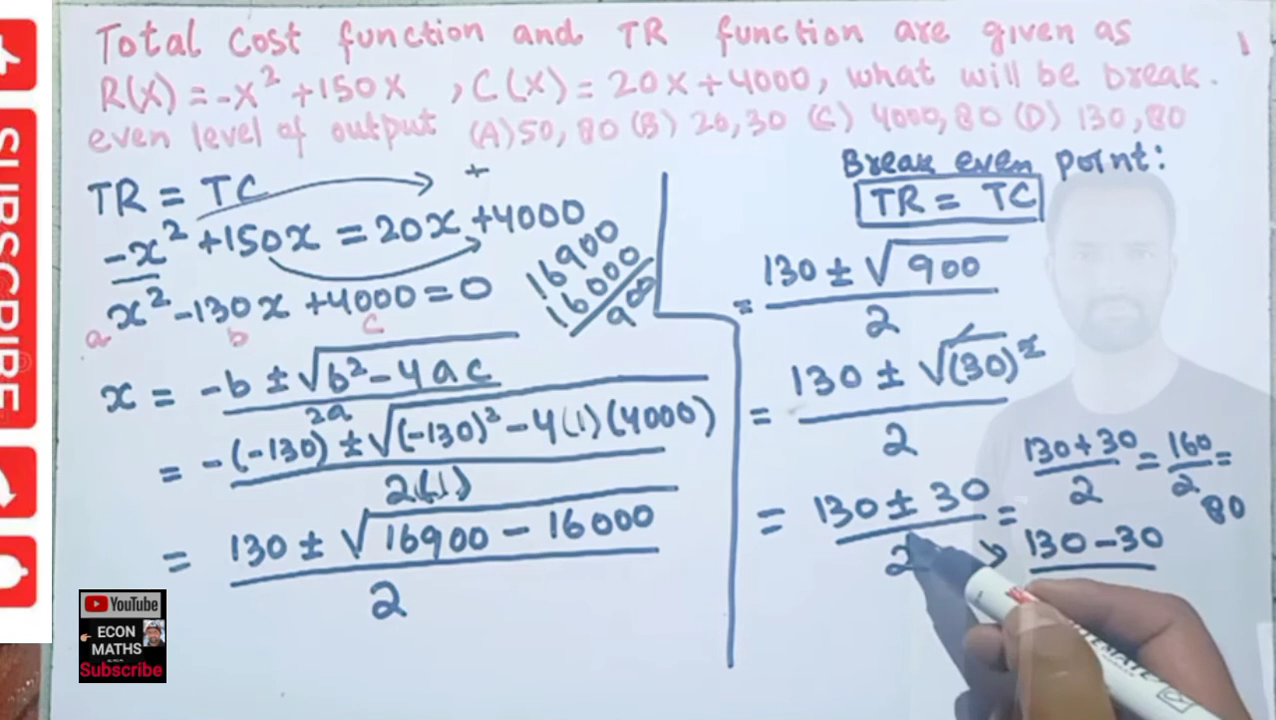 Total Cost function and TR function are given as 1
R(X) = -x² + 150x , C(X) = 20x + 4000, what will be break.
even level of output (A) 50, 80 (B) 20,30 (C) 4000, 80 (D) 130, 80
Break even point:
TR = TC
TR = TC
+
-x² + 150x = 20x + 4000
x² - 130x + 4000 = 0
a b c
16900
16000
900
x = -b ± √b² - 4ac
2a
= -(-130) ± √(-130)² - 4(1)(4000)
2(1)
= 130 ± √16900 - 16000
2
= 130 ± √900
2
= 130 ± √(30)²
2
= 130 ± 30 =
2
130 + 30 = 160 =
2 2 80
130 - 30
SUBSCRIBE
YouTube
ECON
MATHS
Subscribe